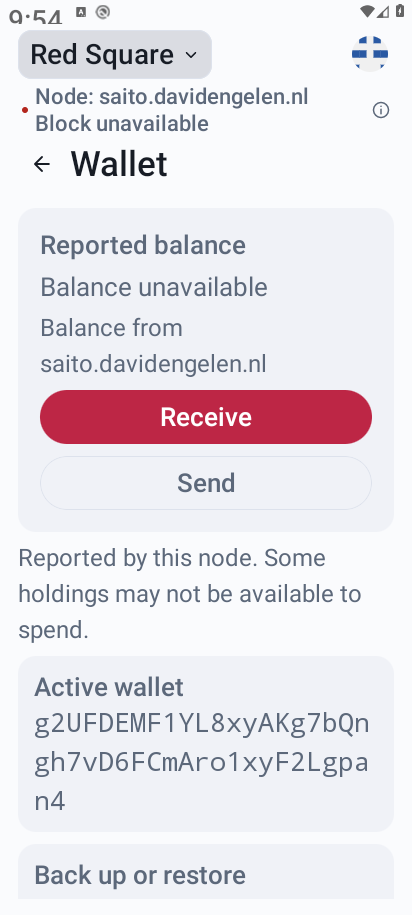 9:54
Red Square
Node: saito.davidengelen.nl
Block unavailable
Wallet
Reported balance
Balance unavailable
Balance from
saito.davidengelen.nl
Receive
Send
Reported by this node. Some
holdings may not be available to
spend.
Active wallet
g2UFDEMF1YL8xyAKg7bQn
gh7vD6FCmAro1xyF2Lgpa
n4
Back up or restore